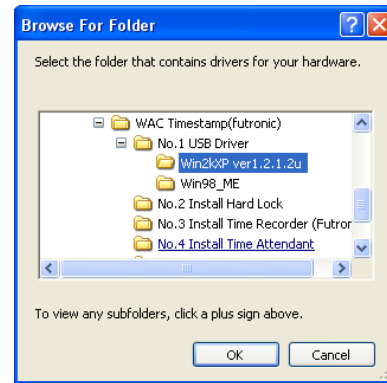 Browse For Folder
Select the folder that contains drivers for your hardware.
WAC Timestamp(futronic)
No.1 USB Driver
Win2kXP ver1.2.1.2u
Win98_ME
No.2 Install Hard Lock
No.3 Install Time Recorder (Futror
No.4 Install Time Attendant
To view any subfolders, click a plus sign above.
OK Cancel